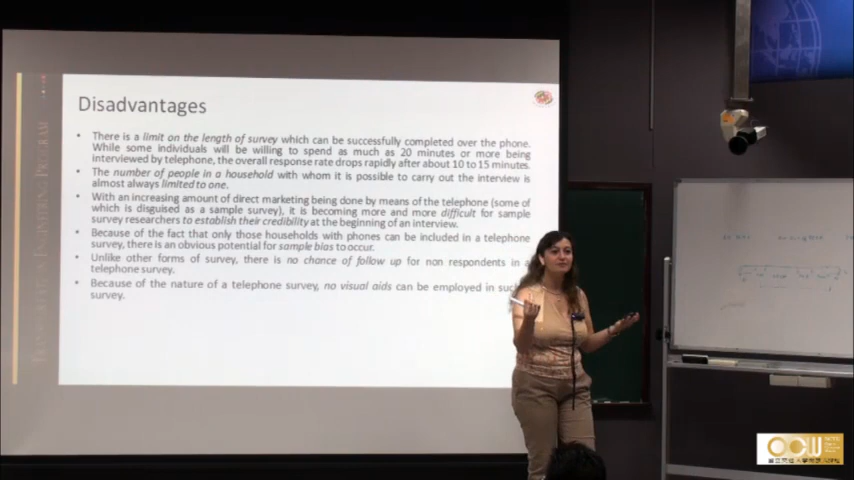 Disadvantages
• There is a limit on the length of survey which can be successfully completed over the phone.
While some individuals will be willing to spend as much as 20 minutes or more being
interviewed by telephone, the overall response rate drops rapidly after about 10 to 15 minutes.
• The number of people in a household with whom it is possible to carry out the interview is
almost always limited to one.
• With an increasing amount of direct marketing being done by means of the telephone (some of
which is disguised as a sample survey), it is becoming more and more difficult for sample
survey researchers to establish their credibility at the beginning of an interview.
• Because of the fact that only those households with phones can be included in a telephone
survey, there is an obvious potential for sample bias to occur.
• Unlike other forms of survey, there is no chance of follow up for non respondents in a
telephone survey.
• Because of the nature of a telephone survey, no visual aids can be employed in such
survey.
OCW